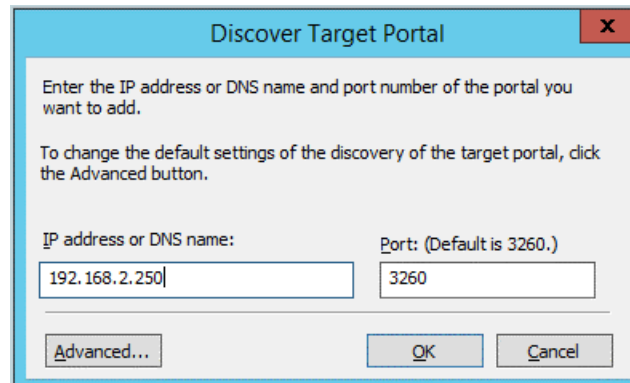 Discover Target Portal
x
Enter the IP address or DNS name and port number of the portal you
want to add.
To change the default settings of the discovery of the target portal, click
the Advanced button.
IP address or DNS name:
Port: (Default is 3260.)
192.168.2.250
3260
Advanced...
OK
Cancel